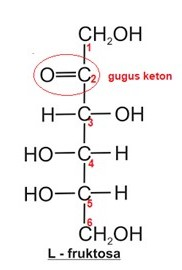 CH₂OH
1
O=C
2
gugus keton
H-C-OH
3
HO-C-H
4
HO-C-H
5
6
CH₂OH
L - fruktosa